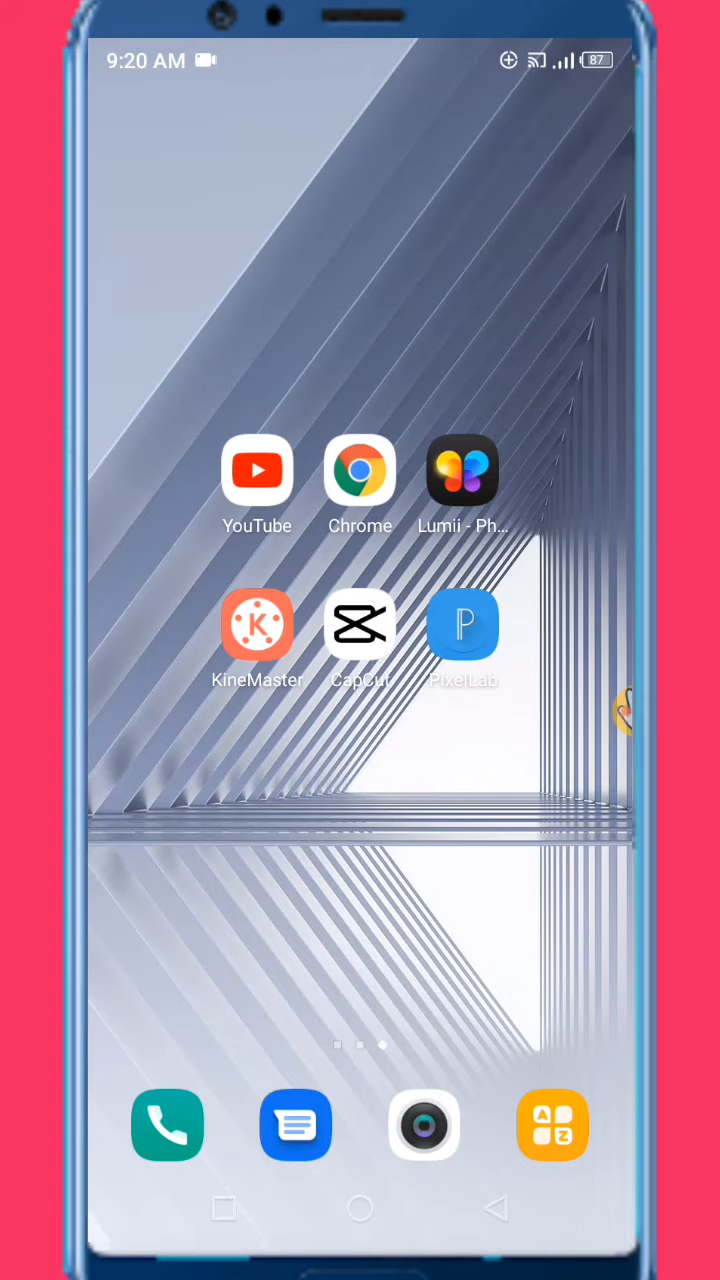 9:20 AM
87
YouTube
Chrome
Lumii - Ph...
K
P
KineMaster
CapCut
PixelLab
A
Z